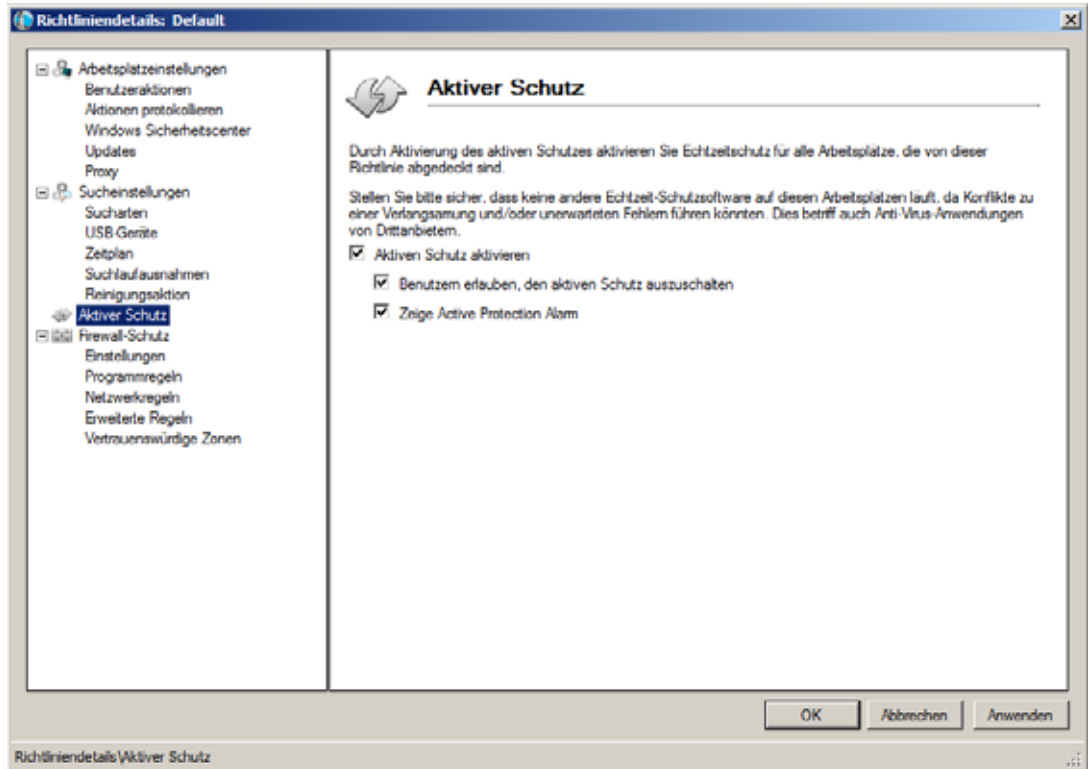 Richtliniendetails: Default
Arbeitsplatzeinstellungen
Benutzeraktionen
Aktionen protokollieren
Windows Sicherheitscenter
Updates
Proxy
Sucheinstellungen
Sucharten
USB-Geräte
Zeitplan
Suchlaufausnahmen
Reinigungsaktion
Aktiver Schutz
Firewall-Schutz
Einstellungen
Programmregeln
Netzwerkregeln
Erweiterte Regeln
Vertrauenswürdige Zonen
Aktiver Schutz
Durch Aktivierung des aktiven Schutzes aktivieren Sie Echtzeitschutz für alle Arbeitsplätze, die von dieser
Richtlinie abgedeckt sind.
Stellen Sie bitte sicher, dass keine andere Echtzeit-Schutzsoftware auf diesen Arbeitsplätzen läuft, da Konflikte zu
einer Verlangsamung und/oder unerwarteten Fehlern führen könnten. Dies betriff auch Anti-Virus-Anwendungen
von Drittanbietern.
Aktiven Schutz aktivieren
Benutzern erlauben, den aktiven Schutz auszuschalten
Zeige Active Protection Alarm
OK
Abbrechen
Anwenden
Richtliniendetails\Aktiver Schutz